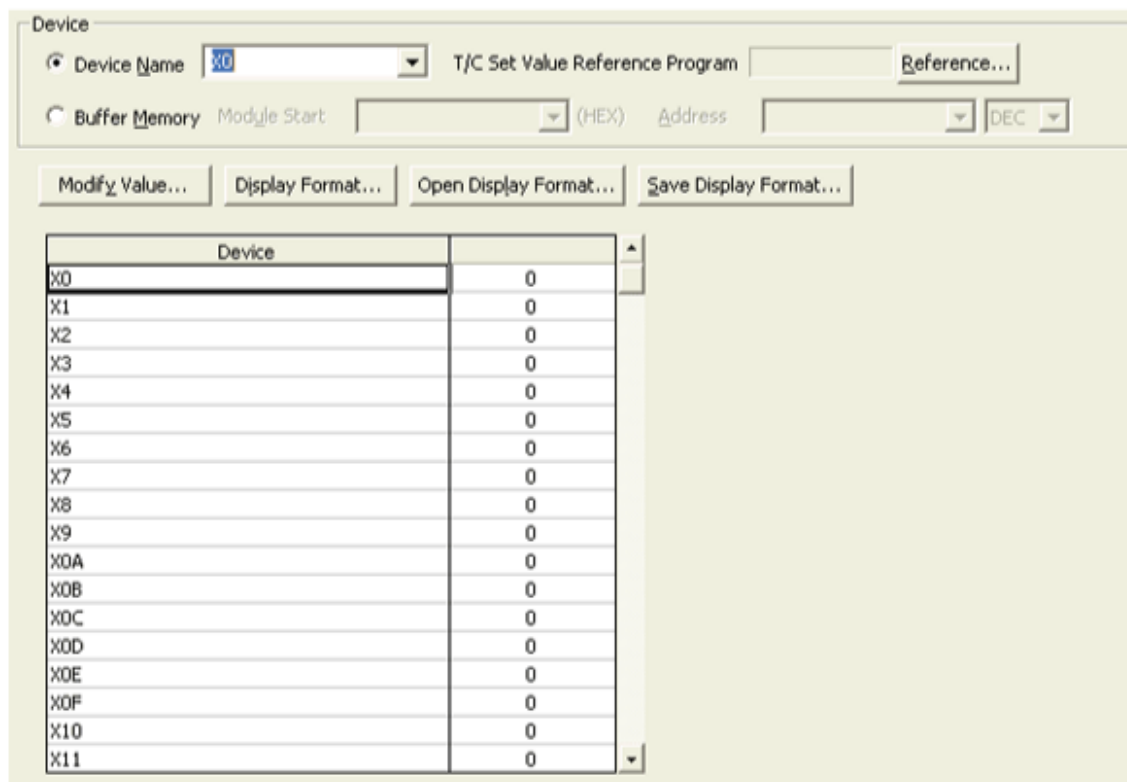 Device
Device Name X0 T/C Set Value Reference Program Reference...
Buffer Memory Module Start (HEX) Address DEC
Modify Value... Display Format... Open Display Format... Save Display Format...
Device
X0 0
X1 0
X2 0
X3 0
X4 0
X5 0
X6 0
X7 0
X8 0
X9 0
X0A 0
X0B 0
X0C 0
X0D 0
X0E 0
X0F 0
X10 0
X11 0